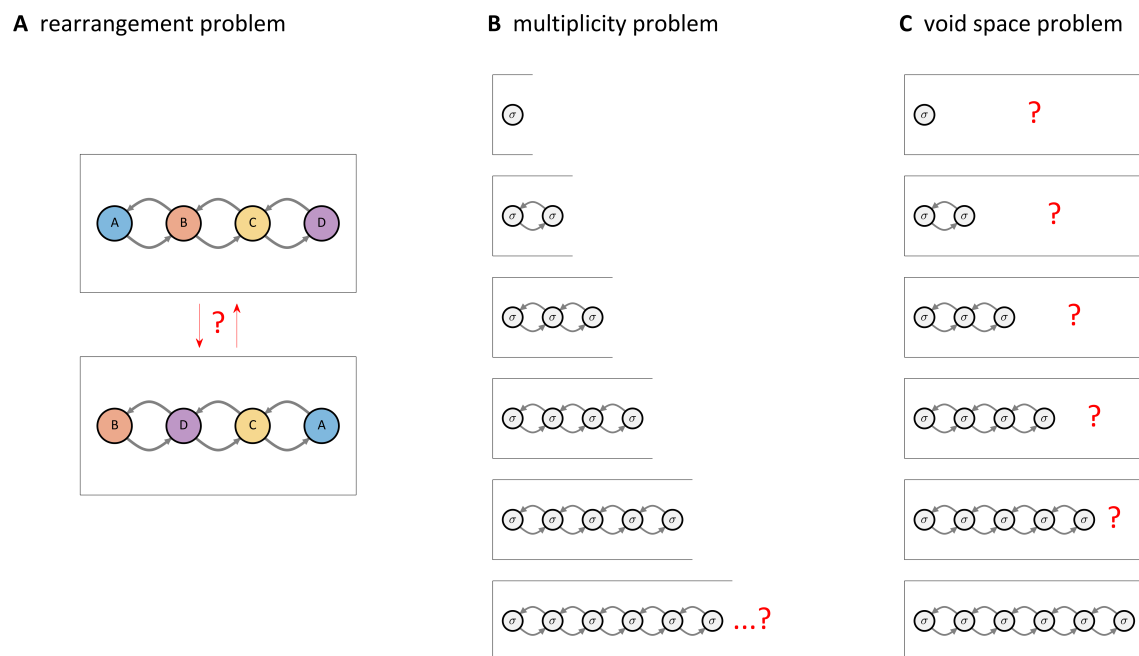 A rearrangement problem
A B C D
?
B D C A
B multiplicity problem
σ
σ σ
σ σ σ
σ σ σ σ
σ σ σ σ σ
σ σ σ σ σ σ ...?
C void space problem
σ ?
σ σ ?
σ σ σ ?
σ σ σ σ ?
σ σ σ σ σ ?
σ σ σ σ σ σ